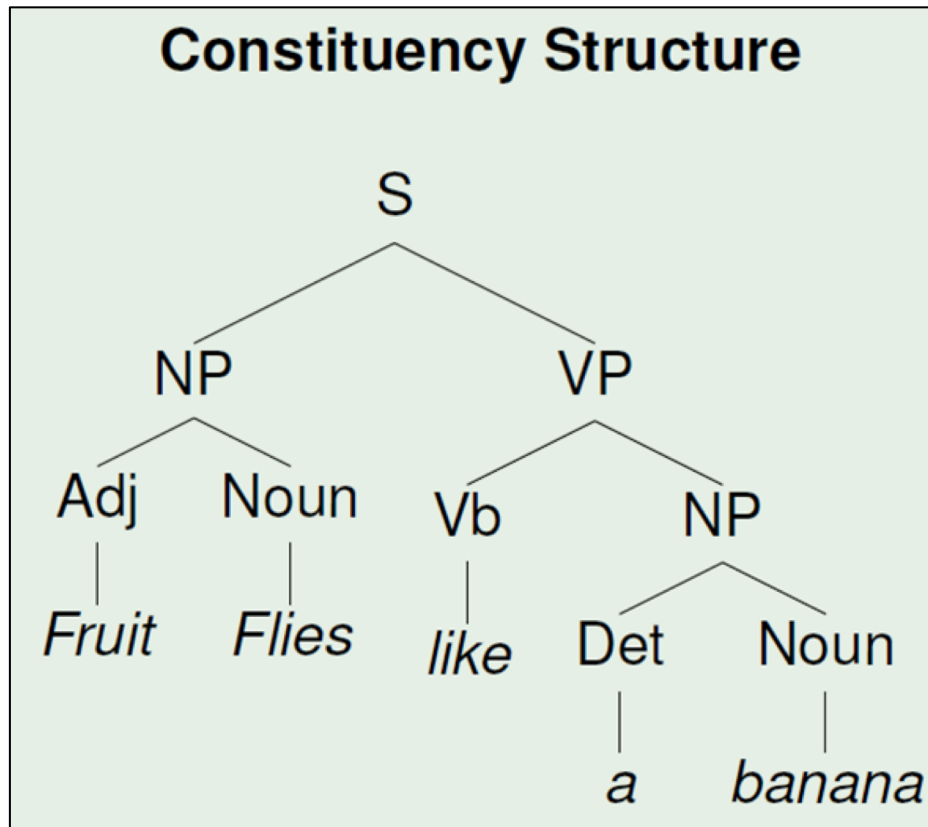 Constituency Structure
S
NP VP
Adj Noun Vb NP
Fruit Flies like Det Noun
a banana